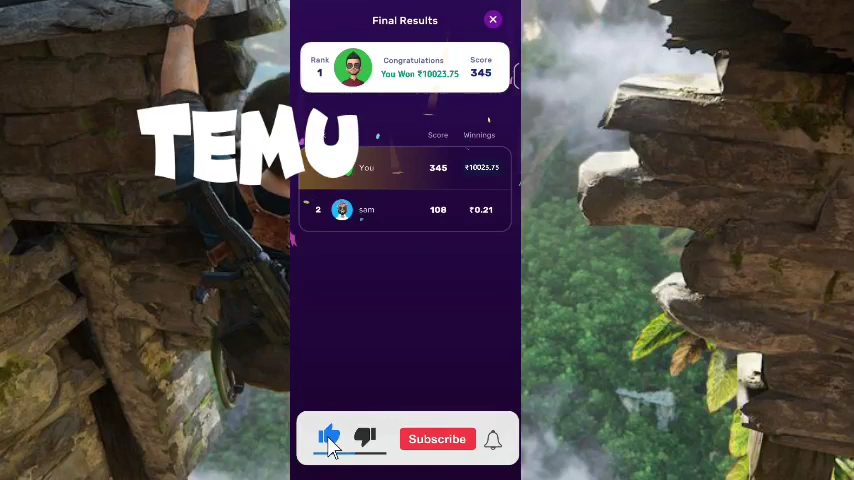 Final Results
Rank Congratulations Score
1 You Won ₹10023.75 345
TEMU
Score Winnings
You 345 ₹10023.75
2 sam 108 ₹0.21
Subscribe